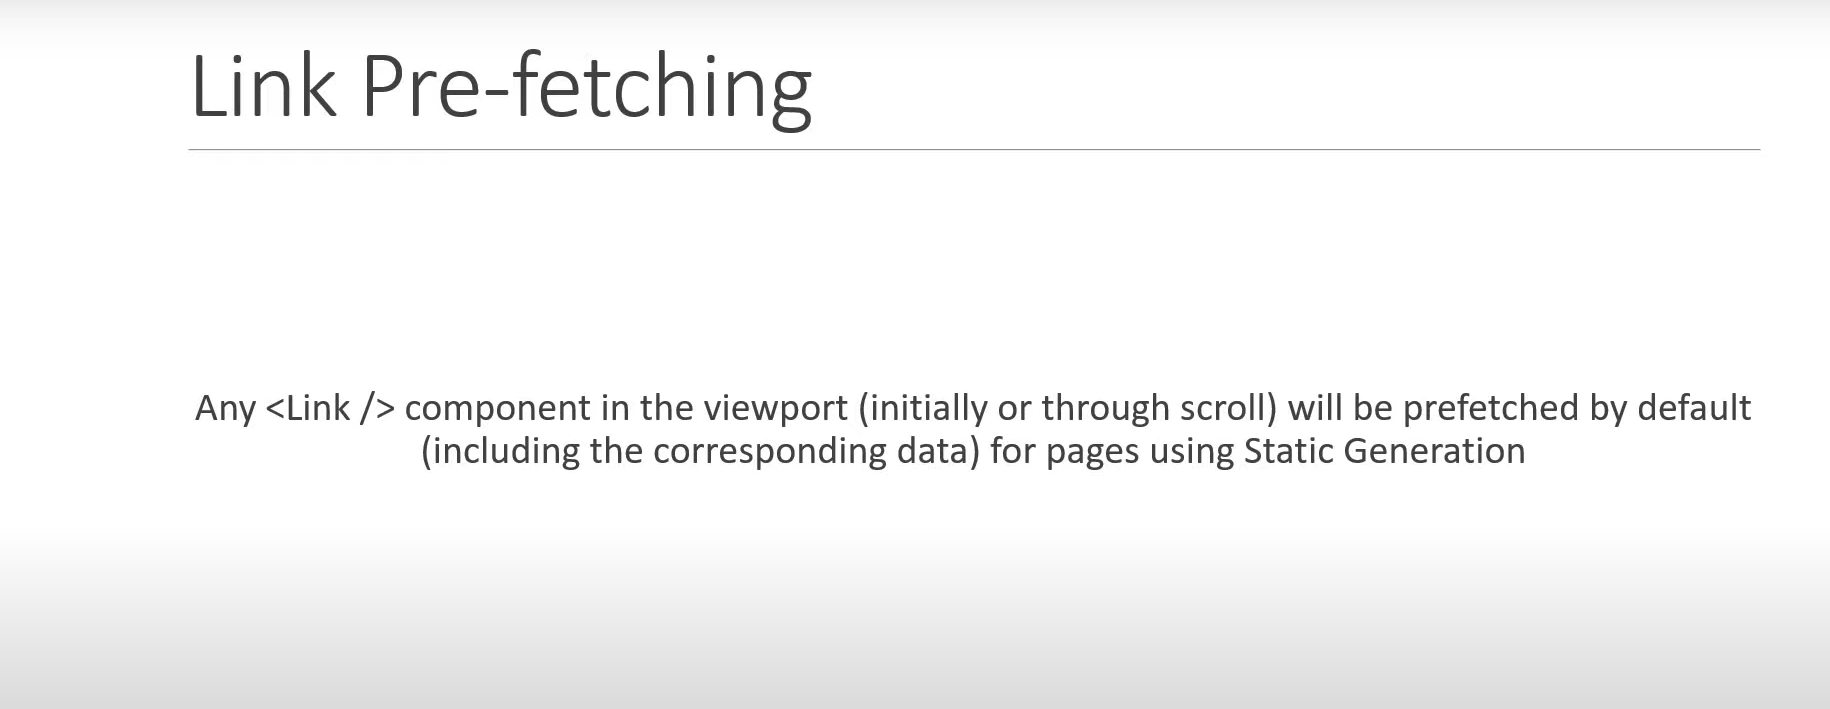 Link Pre-fetching
Any <Link /> component in the viewport (initially or through scroll) will be prefetched by default
(including the corresponding data) for pages using Static Generation